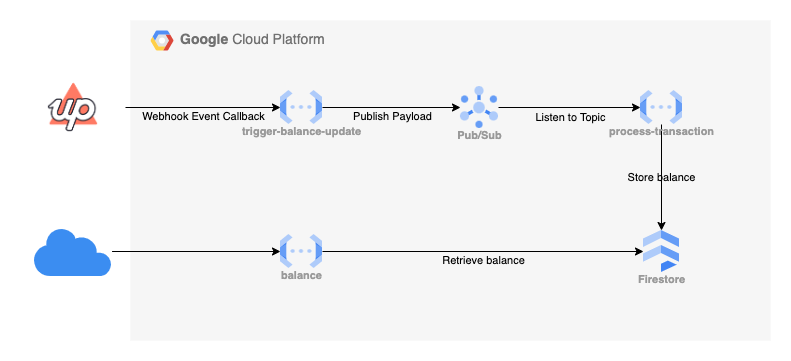 Google Cloud Platform
up
Webhook Event Callback
trigger-balance-update
Publish Payload
Pub/Sub
Listen to Topic
process-transaction
Store balance
balance
Retrieve balance
Firestore